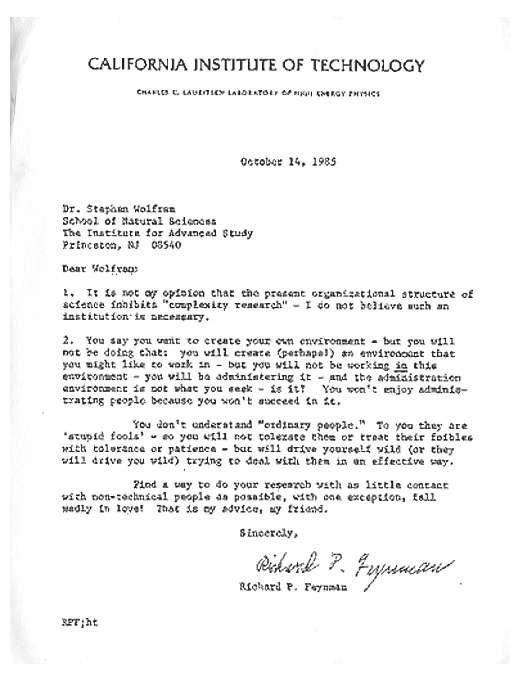 CALIFORNIA INSTITUTE OF TECHNOLOGY
CHARLES C. LAURITSEN LABORATORY OF HIGH ENERGY PHYSICS
October 14, 1985
Dr. Stephen Wolfram
School of Natural Sciences
The Institute for Advanced Study
Princeton, NJ 08540
Dear Wolfram:
1. It is not my opinion that the present organizational structure of
science inhibits "complexity research" - I do not believe such an
institution is necessary.
2. You say you want to create your own environment - but you will
not be doing that: you will create (perhaps!) an environment that
you might like to work in - but you will not be working in this
environment - you will be administering it - and the administration
environment is not what you seek - is it? You won't enjoy adminis-
trating people because you won't succeed in it.
You don't understand "ordinary people." To you they are
"stupid fools" - so you will not tolerate them or treat their foibles
with tolerance or patience - but will drive yourself wild (or they
will drive you wild) trying to deal with them in an effective way.
Find a way to do your research with as little contact
with non-technical people as possible, with one exception, fall
madly in love! That is my advice, my friend.
Sincerely,
Richard P. Feynman
Richard P. Feynman
RPF;ht